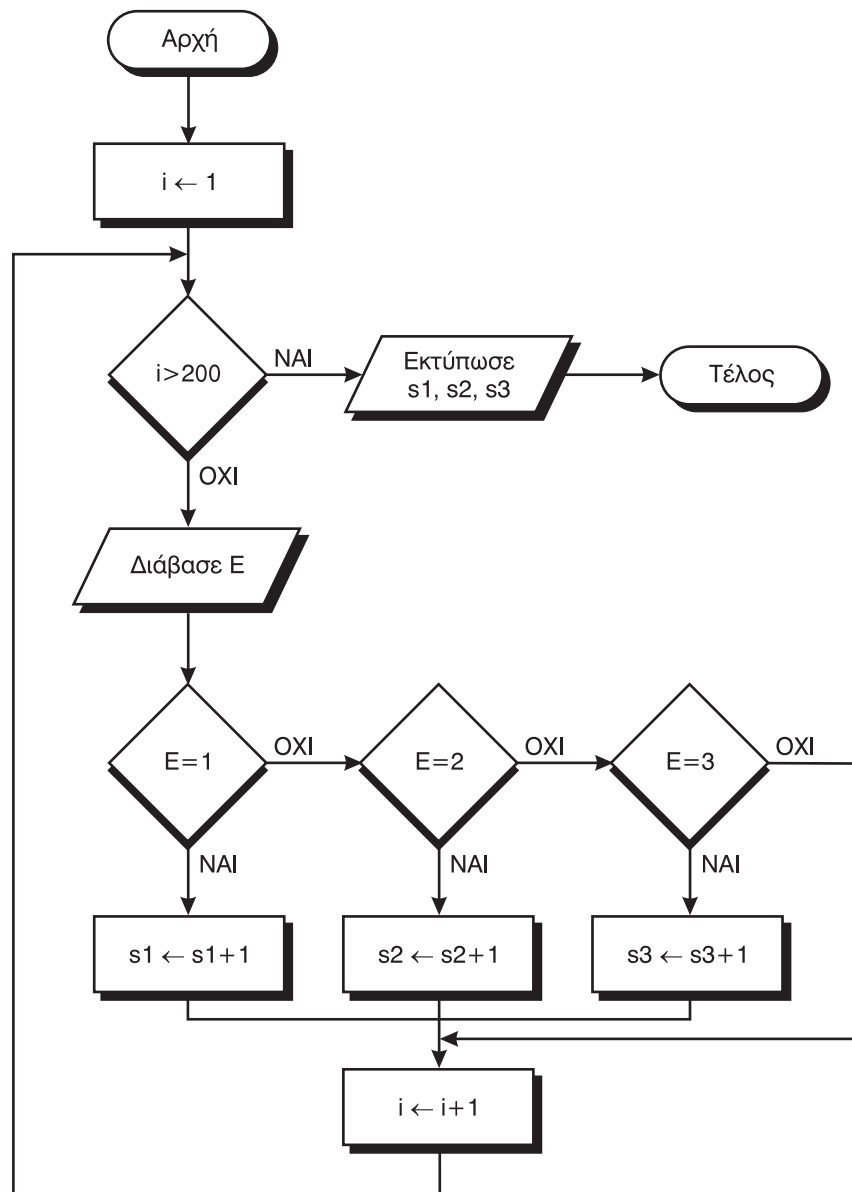 Αρχή
i ← 1
i>200
ΝΑΙ
Εκτύπωσε
s1, s2, s3
Τέλος
ΟΧΙ
Διάβασε Ε
Ε=1
ΟΧΙ
Ε=2
ΟΧΙ
Ε=3
ΟΧΙ
ΝΑΙ
ΝΑΙ
ΝΑΙ
s1 ← s1+1
s2 ← s2+1
s3 ← s3+1
i ← i+1